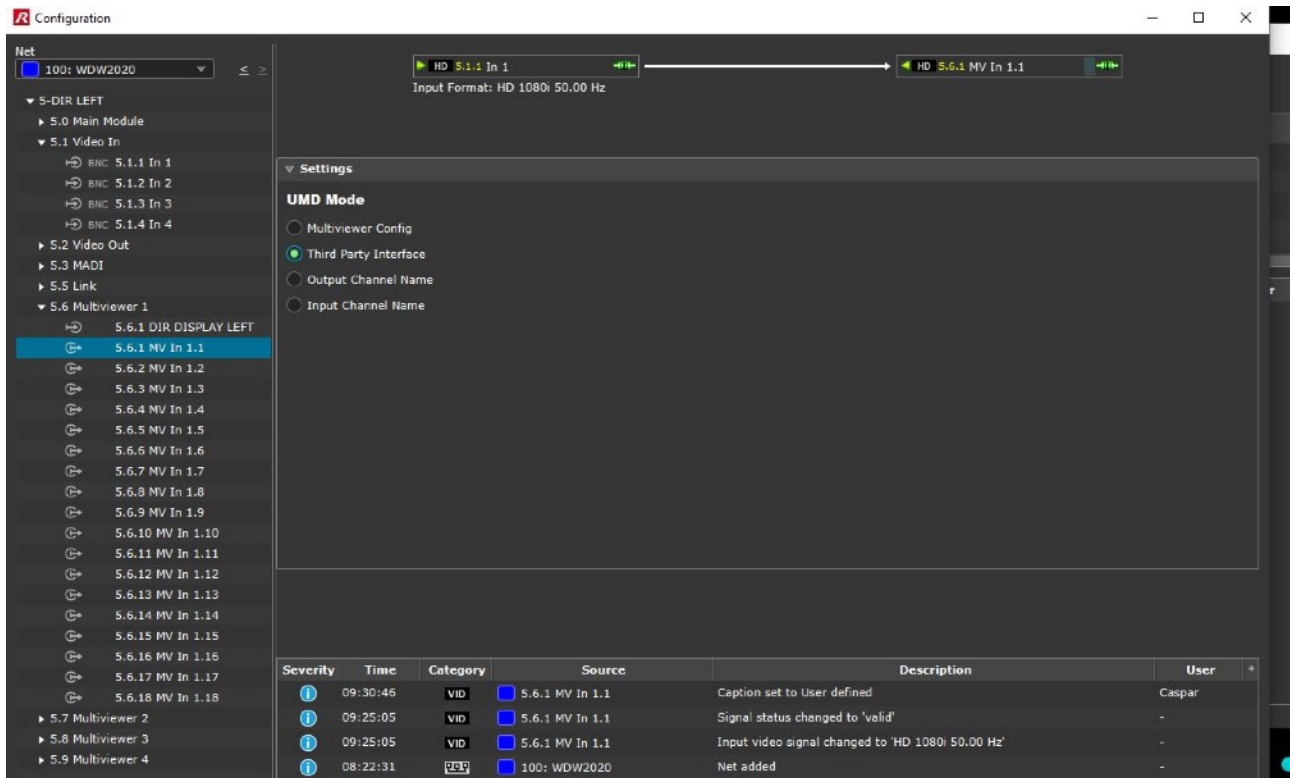 R Configuration
Net
100: WDW2020
5-DIR LEFT
5.0 Main Module
5.1 Video In
BNC 5.1.1 In 1
BNC 5.1.2 In 2
BNC 5.1.3 In 3
BNC 5.1.4 In 4
5.2 Video Out
5.3 MADI
5.5 Link
5.6 Multiviewer 1
5.6.1 DIR DISPLAY LEFT
5.6.1 MV In 1.1
5.6.2 MV In 1.2
5.6.3 MV In 1.3
5.6.4 MV In 1.4
5.6.5 MV In 1.5
5.6.6 MV In 1.6
5.6.7 MV In 1.7
5.6.8 MV In 1.8
5.6.9 MV In 1.9
5.6.10 MV In 1.10
5.6.11 MV In 1.11
5.6.12 MV In 1.12
5.6.13 MV In 1.13
5.6.14 MV In 1.14
5.6.15 MV In 1.15
5.6.16 MV In 1.16
5.6.17 MV In 1.17
5.6.18 MV In 1.18
5.7 Multiviewer 2
5.8 Multiviewer 3
5.9 Multiviewer 4
HD 5.1.1 In 1
HD 5.6.1 MV In 1.1
Input Format: HD 1080i 50.00 Hz
Settings
UMD Mode
Multiviewer Config
Third Party Interface
Output Channel Name
Input Channel Name
Severity Time Category Source Description User +
09:30:46 VID 5.6.1 MV In 1.1 Caption set to User defined Caspar
09:25:05 VID 5.6.1 MV In 1.1 Signal status changed to 'valid' -
09:25:05 VID 5.6.1 MV In 1.1 Input video signal changed to 'HD 1080i 50.00 Hz' -
08:22:31 100: WDW2020 Net added -